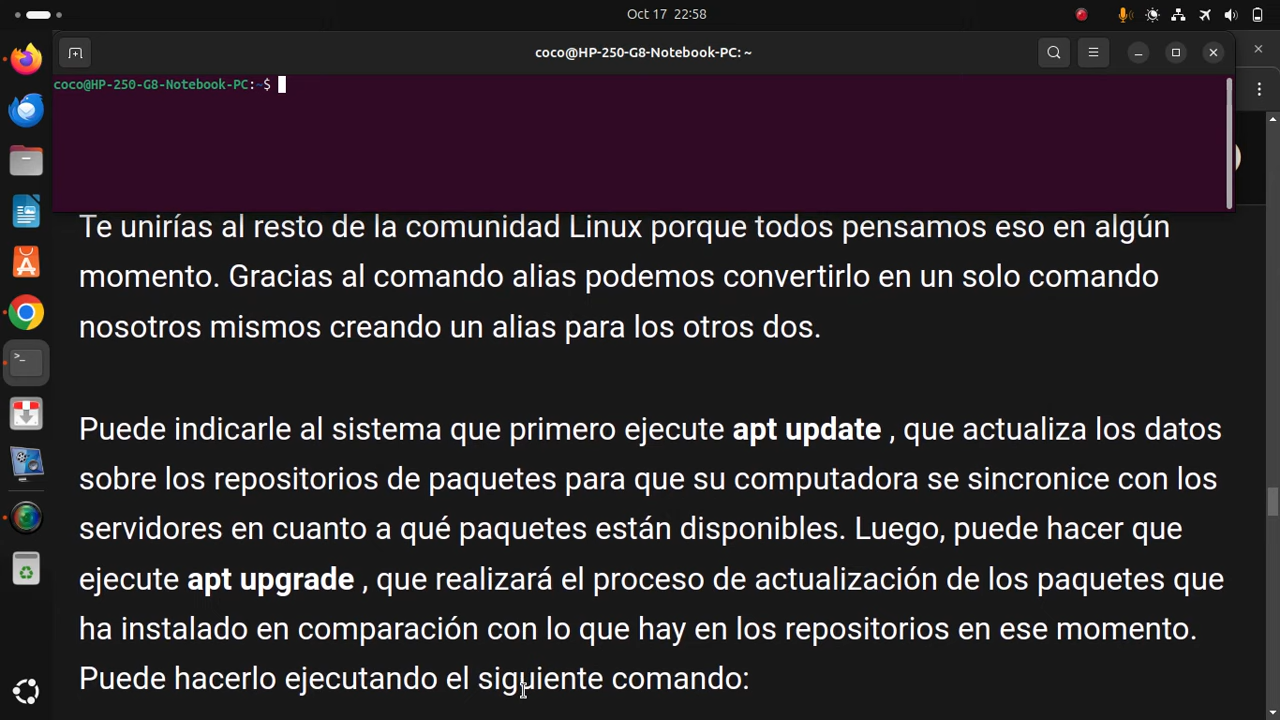 Oct 17 22:58
coco@HP-250-G8-Notebook-PC: ~
coco@HP-250-G8-Notebook-PC:~$
Te unirías al resto de la comunidad Linux porque todos pensamos eso en algún
momento. Gracias al comando alias podemos convertirlo en un solo comando
nosotros mismos creando un alias para los otros dos.
Puede indicarle al sistema que primero ejecute apt update , que actualiza los datos
sobre los repositorios de paquetes para que su computadora se sincronice con los
servidores en cuanto a qué paquetes están disponibles. Luego, puede hacer que
ejecute apt upgrade , que realizará el proceso de actualización de los paquetes que
ha instalado en comparación con lo que hay en los repositorios en ese momento.
Puede hacerlo ejecutando el siguiente comando: